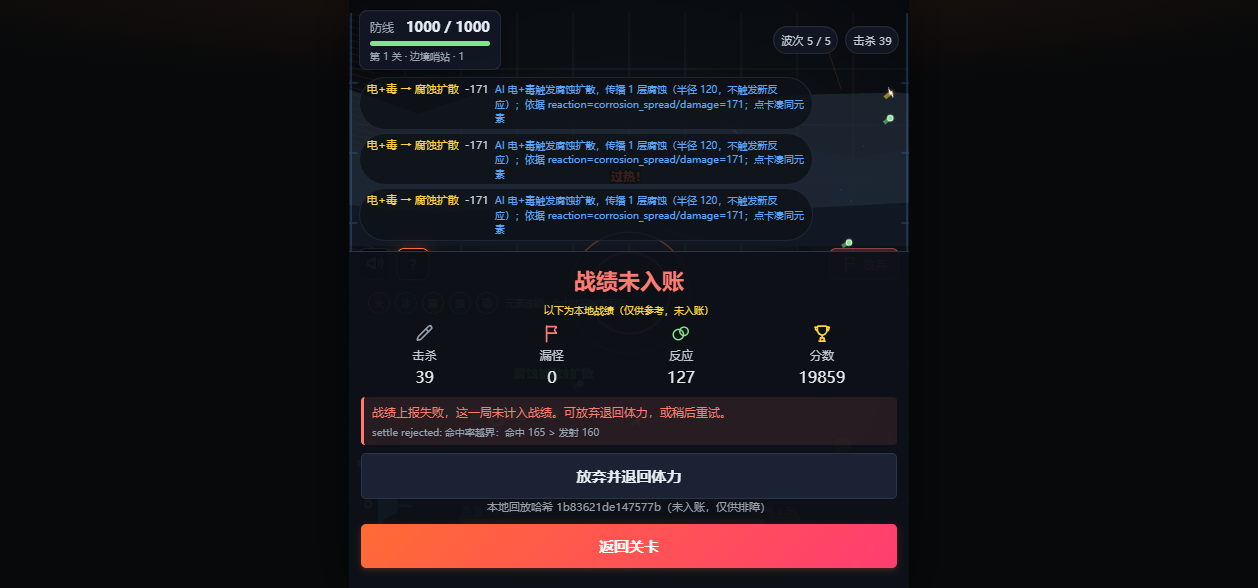 防线 1000 / 1000
第 1 关 · 边境哨站 · 1
波次 5 / 5
击杀 39
电+毒 → 腐蚀扩散 -171 AI 电+毒触发腐蚀扩散，传播 1 层腐蚀（半径 120，不触发新反
应）；依据 reaction=corrosion_spread/damage=171；点卡凑同元
素
电+毒 → 腐蚀扩散 -171 AI 电+毒触发腐蚀扩散，传播 1 层腐蚀（半径 120，不触发新反
应）；依据 reaction=corrosion_spread/damage=171；点卡凑同元
素
过热！
电+毒 → 腐蚀扩散 -171 AI 电+毒触发腐蚀扩散，传播 1 层腐蚀（半径 120，不触发新反
应）；依据 reaction=corrosion_spread/damage=171；点卡凑同元
素
?
战绩未入账
以下为本地战绩（仅供参考，未入账）
击杀 漏怪 反应 分数
39 0 127 19859
战绩上报失败，这一局未计入战绩。可放弃退回体力，或稍后重试。
settle rejected: 命中率越界：命中 165 > 发射 160
放弃并退回体力
本地回放哈希 1b83621de147577b（未入账，仅供排障）
返回关卡